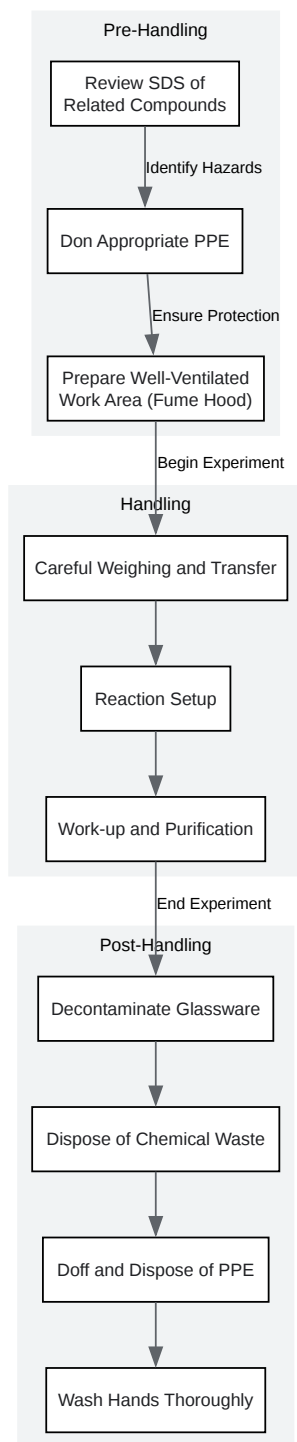 Pre-Handling
Review SDS of
Related Compounds
Identify Hazards
Don Appropriate PPE
Ensure Protection
Prepare Well-Ventilated
Work Area (Fume Hood)
Begin Experiment
Handling
Careful Weighing and Transfer
Reaction Setup
Work-up and Purification
End Experiment
Post-Handling
Decontaminate Glassware
Dispose of Chemical Waste
Doff and Dispose of PPE
Wash Hands Thoroughly